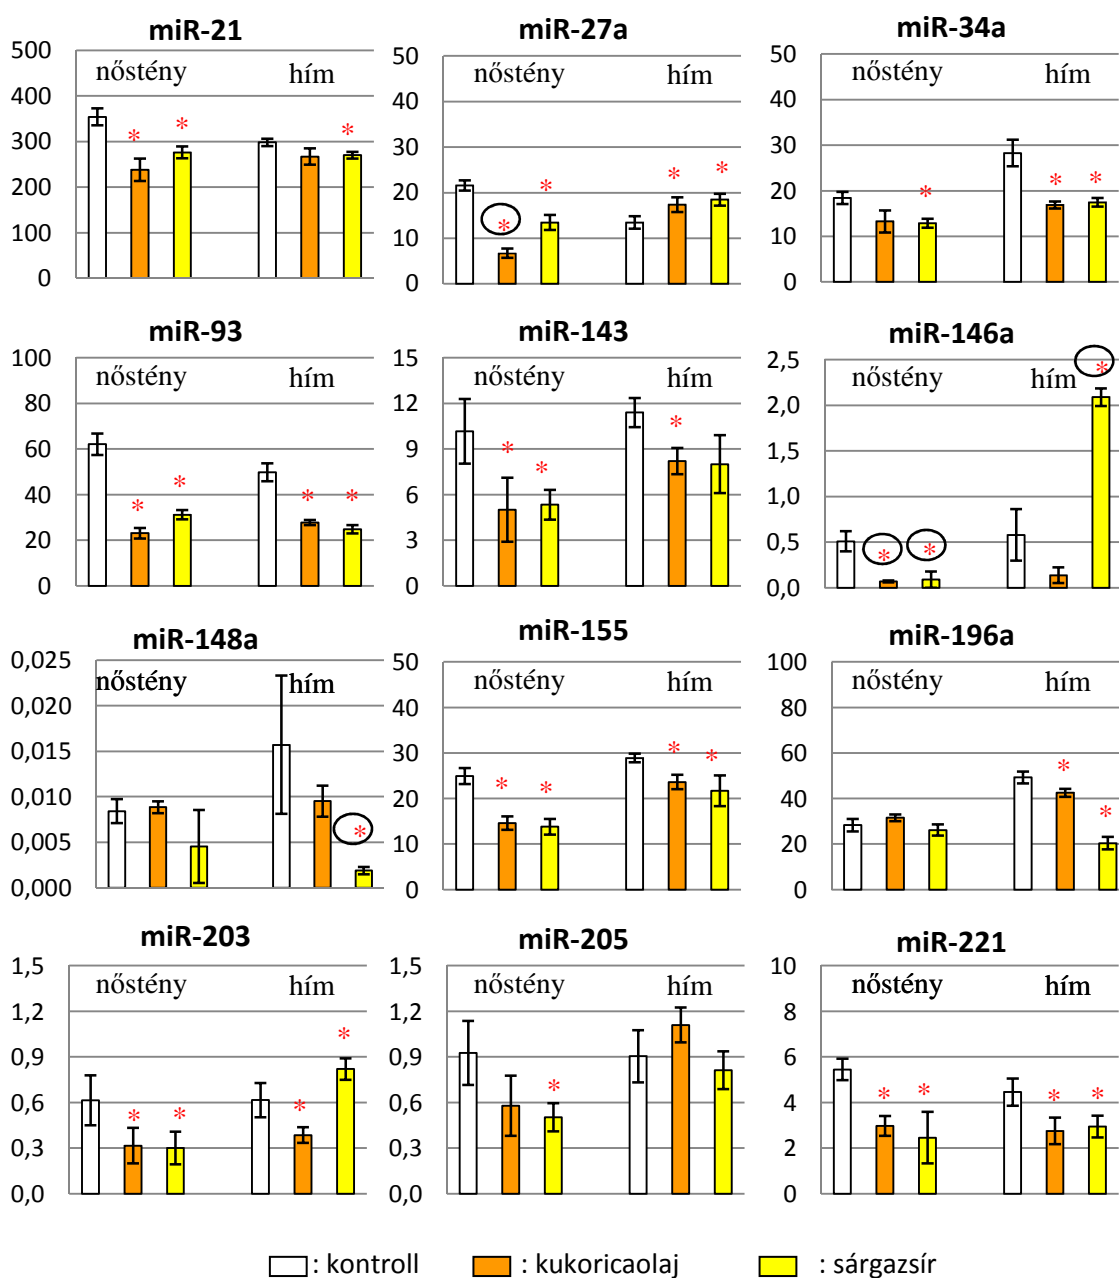 miR-21
500
400
300
200
100
0
nőstény hím
* * *
miR-27a
50
40
30
20
10
0
nőstény hím
* * * *
miR-34a
50
40
30
20
10
0
nőstény hím
* * *
miR-93
100
80
60
40
20
0
nőstény hím
* * * *
miR-143
15
12
9
6
3
0
nőstény hím
* * *
miR-146a
2,5
2,0
1,5
1,0
0,5
0,0
nőstény hím
* * *
miR-148a
0,025
0,020
0,015
0,010
0,005
0,000
nőstény hím
*
miR-155
50
40
30
20
10
0
nőstény hím
* * * *
miR-196a
100
80
60
40
20
0
nőstény hím
* *
miR-203
1,5
1,2
0,9
0,6
0,3
0,0
nőstény hím
* * * *
miR-205
1,5
1,2
0,9
0,6
0,3
0,0
nőstény hím
*
miR-221
10
8
6
4
2
0
nőstény hím
* * * *
: kontroll : kukoricaolaj : sárgazsír